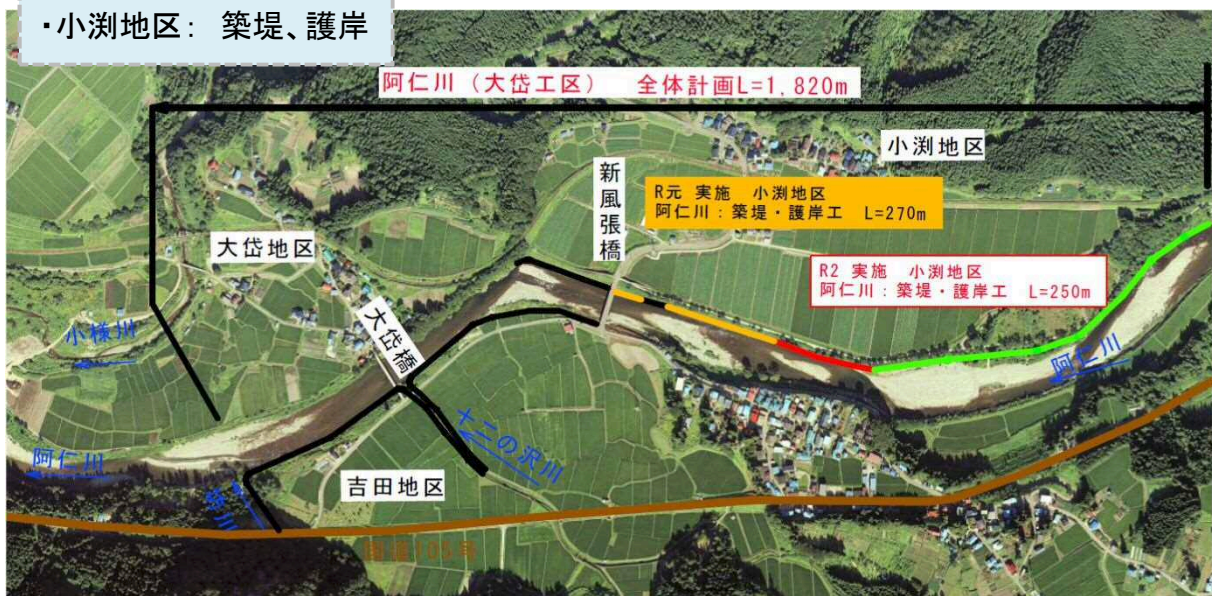 ・小渕地区： 築堤、護岸
阿仁川（大岱工区） 全体計画L=1,820m
小渕地区
新風張橋
R元 実施 小渕地区
阿仁川：築堤・護岸工 L=270m
大岱地区
R2 実施 小渕地区
阿仁川：築堤・護岸工 L=250m
小様川
大岱橋
阿仁川
十二の沢川
阿仁川
吉田地区
国道105号